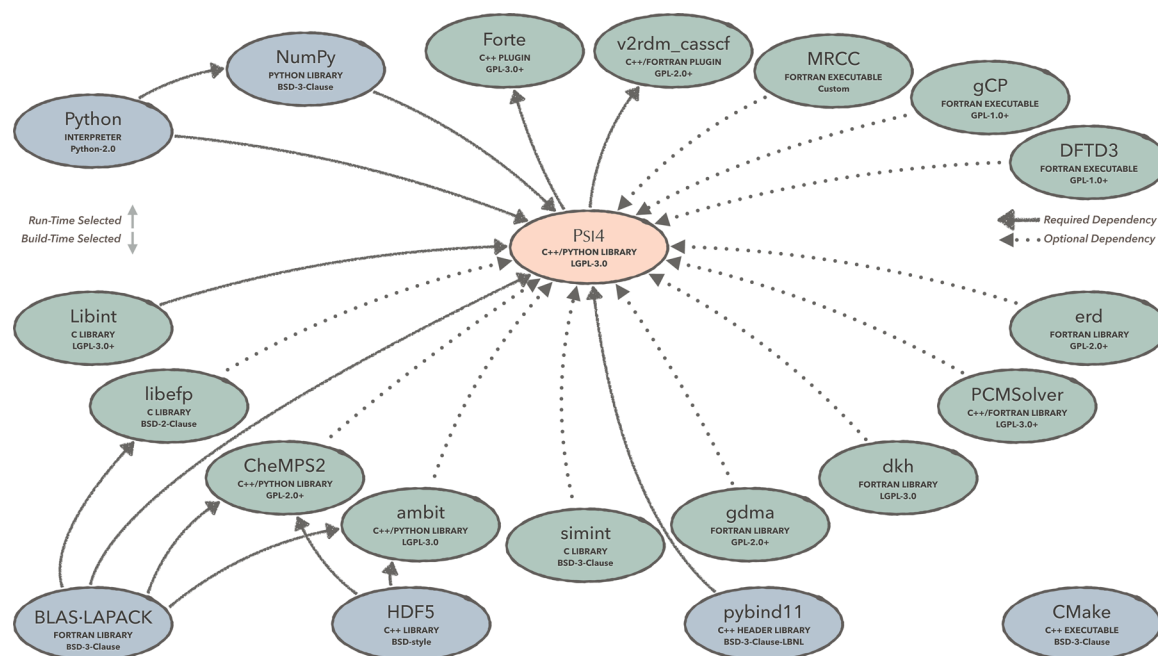 Forte
C++ PLUGIN
GPL-3.0+
v2rdm_casscf
C++/FORTRAN PLUGIN
GPL-2.0+
MRCC
FORTRAN EXECUTABLE
Custom
NumPy
PYTHON LIBRARY
BSD-3-Clause
gCP
FORTRAN EXECUTABLE
GPL-1.0+
Python
INTERPRETER
Python-2.0
DFTD3
FORTRAN EXECUTABLE
GPL-1.0+
Run-Time Selected
Build-Time Selected
PSI4
C++/PYTHON LIBRARY
LGPL-3.0
Required Dependency
Optional Dependency
Libint
C LIBRARY
LGPL-3.0+
erd
FORTRAN LIBRARY
GPL-2.0+
libefp
C LIBRARY
BSD-2-Clause
PCMSolver
C++/FORTRAN LIBRARY
LGPL-3.0+
CheMPS2
C++/PYTHON LIBRARY
GPL-2.0+
dkh
FORTRAN LIBRARY
LGPL-3.0
ambit
C++/PYTHON LIBRARY
LGPL-3.0
simint
C LIBRARY
BSD-3-Clause
gdma
FORTRAN LIBRARY
GPL-2.0+
BLAS·LAPACK
FORTRAN LIBRARY
BSD-3-Clause
HDF5
C++ LIBRARY
BSD-style
pybind11
C++ HEADER LIBRARY
BSD-3-Clause-LBNL
CMake
C++ EXECUTABLE
BSD-3-Clause